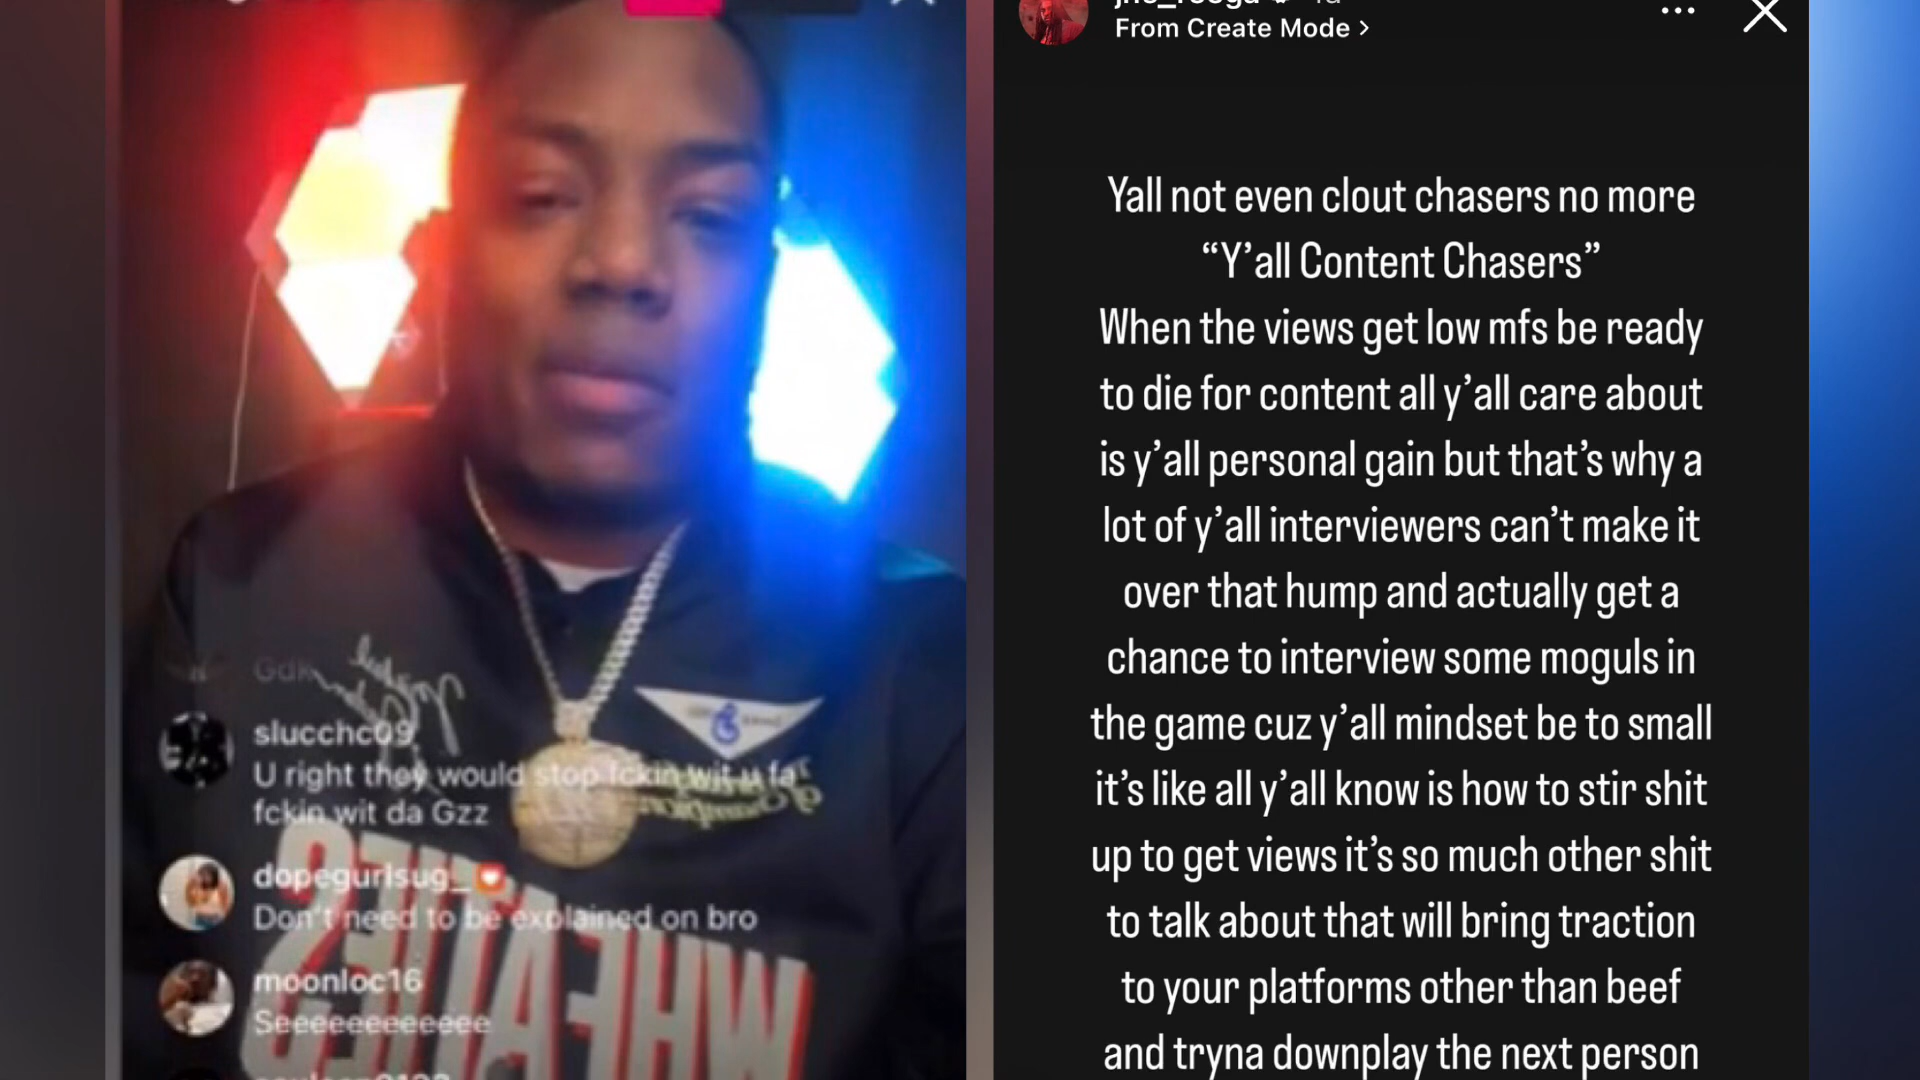 slucchc09
U right they would stop fckin wit u fa
fckin wit da Gzz
dopegurlsug_
Don't need to be explained on bro
moonloc16
Seeeeeeeeeeee
WHEATIES
From Create Mode >
Yall not even clout chasers no more
“Y’all Content Chasers”
When the views get low mfs be ready
to die for content all y’all care about
is y’all personal gain but that’s why a
lot of y’all interviewers can’t make it
over that hump and actually get a
chance to interview some moguls in
the game cuz y’all mindset be to small
it’s like all y’all know is how to stir shit
up to get views it’s so much other shit
to talk about that will bring traction
to your platforms other than beef
and tryna downplay the next person